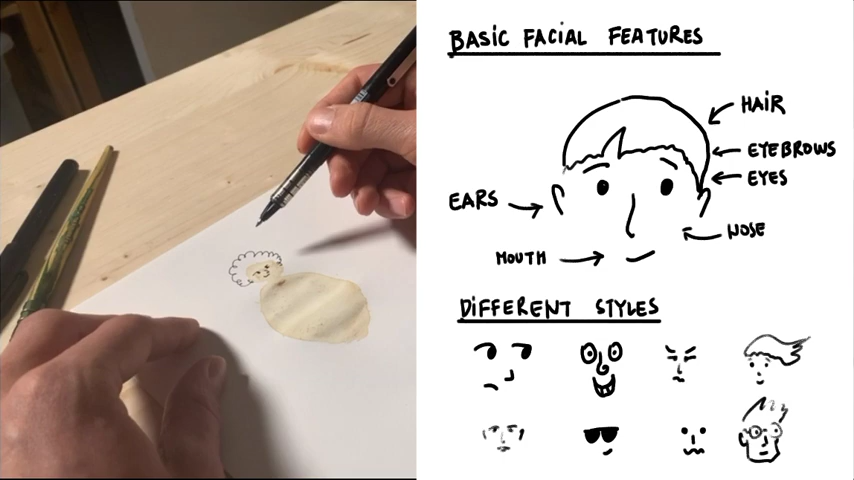 BASIC FACIAL FEATURES
HAIR
EYEBROWS
EYES
EARS
NOSE
MOUTH
DIFFERENT STYLES